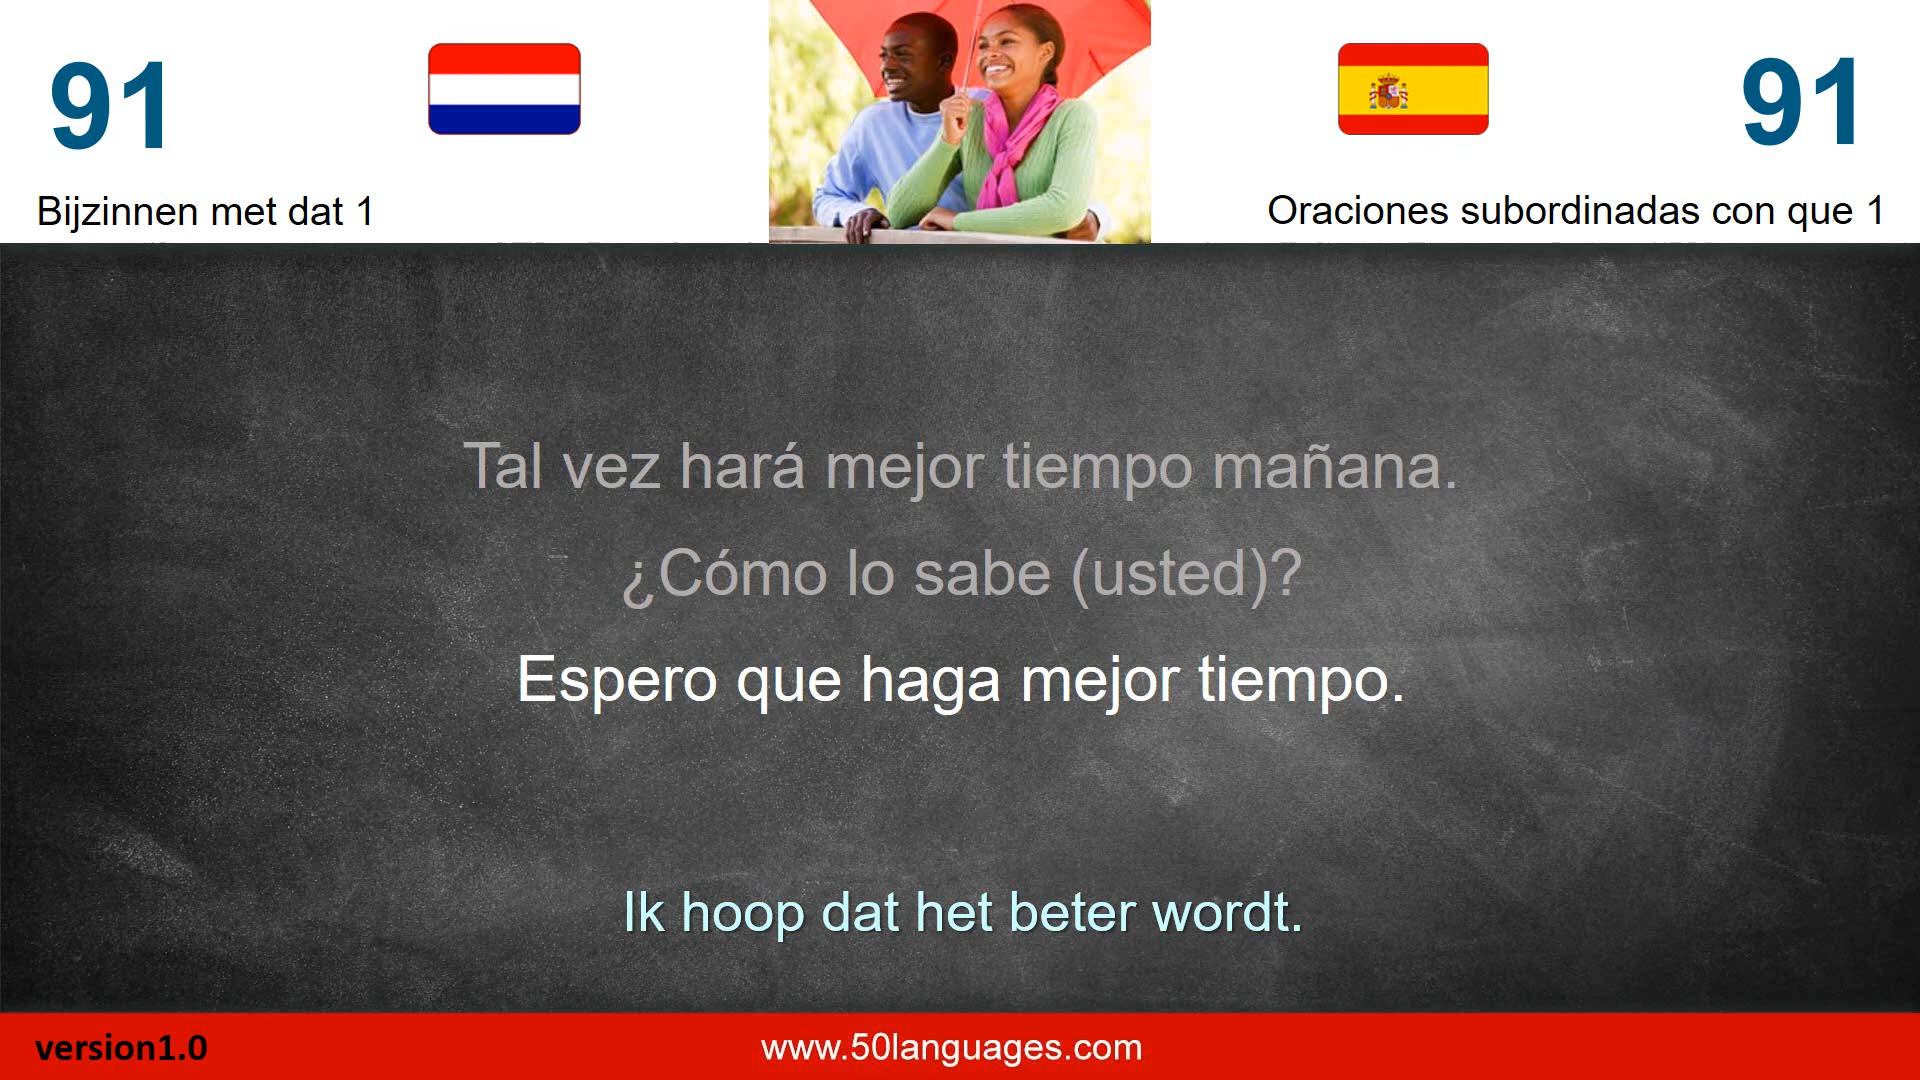 91
91
Bijzinnen met dat 1
Oraciones subordinadas con que 1
Tal vez hará mejor tiempo mañana.
¿Cómo lo sabe (usted)?
Espero que haga mejor tiempo.
Ik hoop dat het beter wordt.
version1.0
www.50languages.com